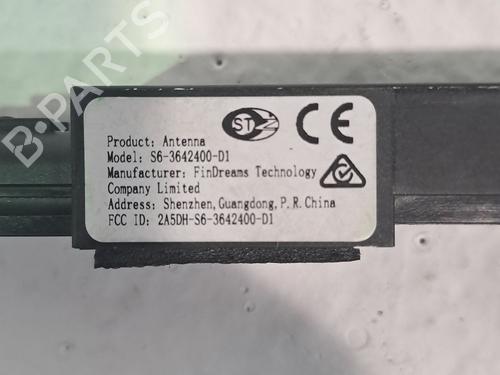 B-PARTS
ST
CE
Product: Antenna
Model: S6-3642400-D1
Manufacturer: FinDreams Technology
Company Limited
Address: Shenzhen, Guangdong, P. R. China
FCC ID: 2A5DH-S6-3642400-D1